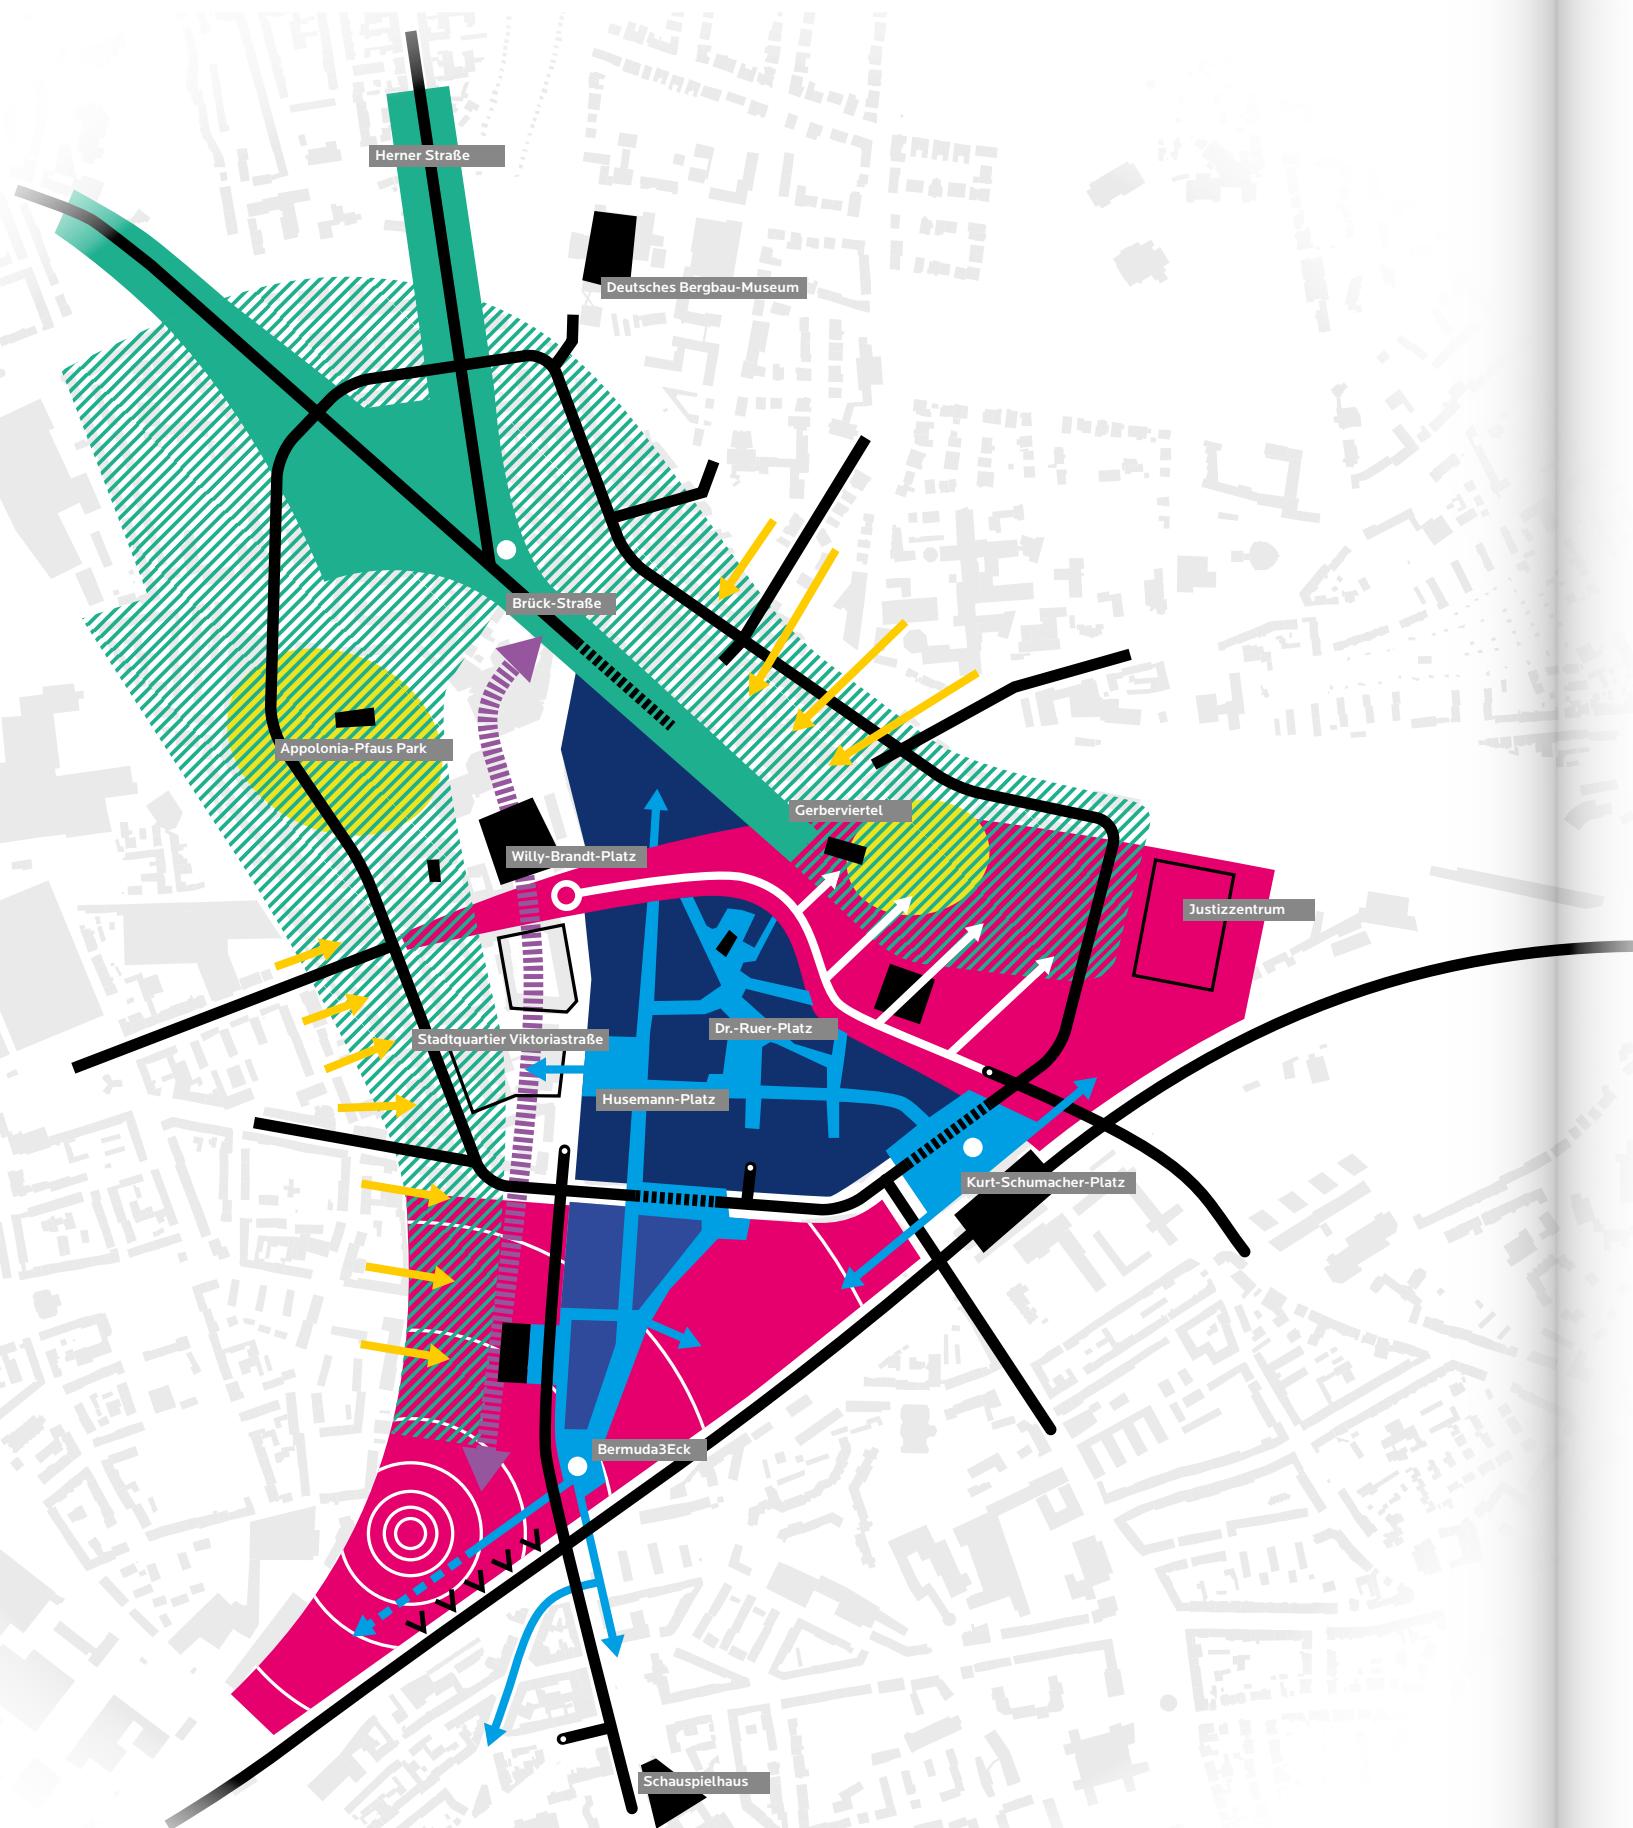 Herner Straße
Deutsches Bergbau-Museum
Brück-Straße
Appolonia-Pfaus Park
Gerberviertel
Willy-Brandt-Platz
Justizzentrum
Dr.-Ruer-Platz
Stadtquartier Viktoriastraße
Husemann-Platz
Kurt-Schumacher-Platz
Bermuda3Eck
Schauspielhaus